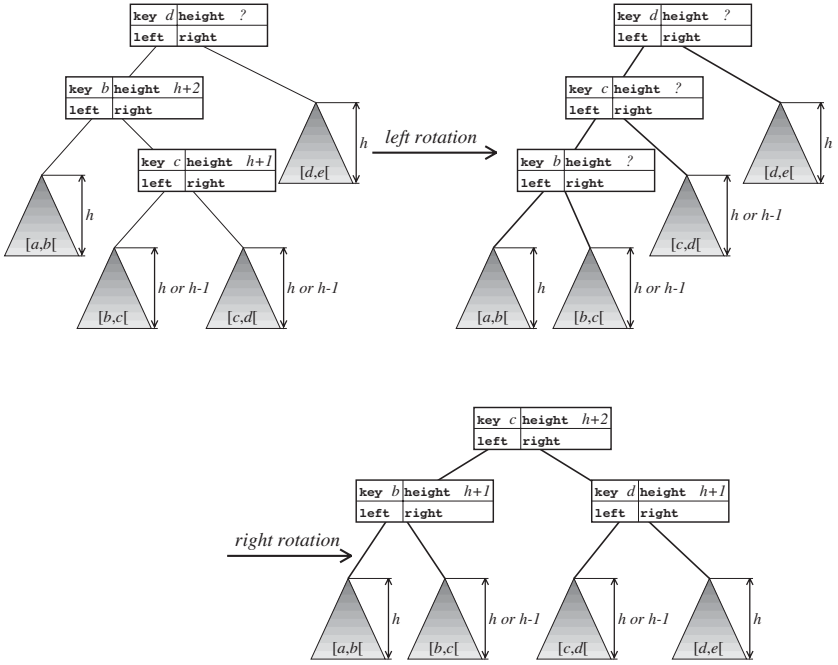 key d height ?
left right
key b height h+2
left right
key c height h+1
left right
[d,e[
h
[a,b[
h
[b,c[
h or h-1
[c,d[
h or h-1
left rotation
key d height ?
left right
key c height ?
left right
key b height ?
left right
[d,e[
h
[c,d[
h or h-1
[a,b[
h
[b,c[
h or h-1
right rotation
key c height h+2
left right
key b height h+1
left right
key d height h+1
left right
[a,b[
h
[b,c[
h or h-1
[c,d[
h or h-1
[d,e[
h